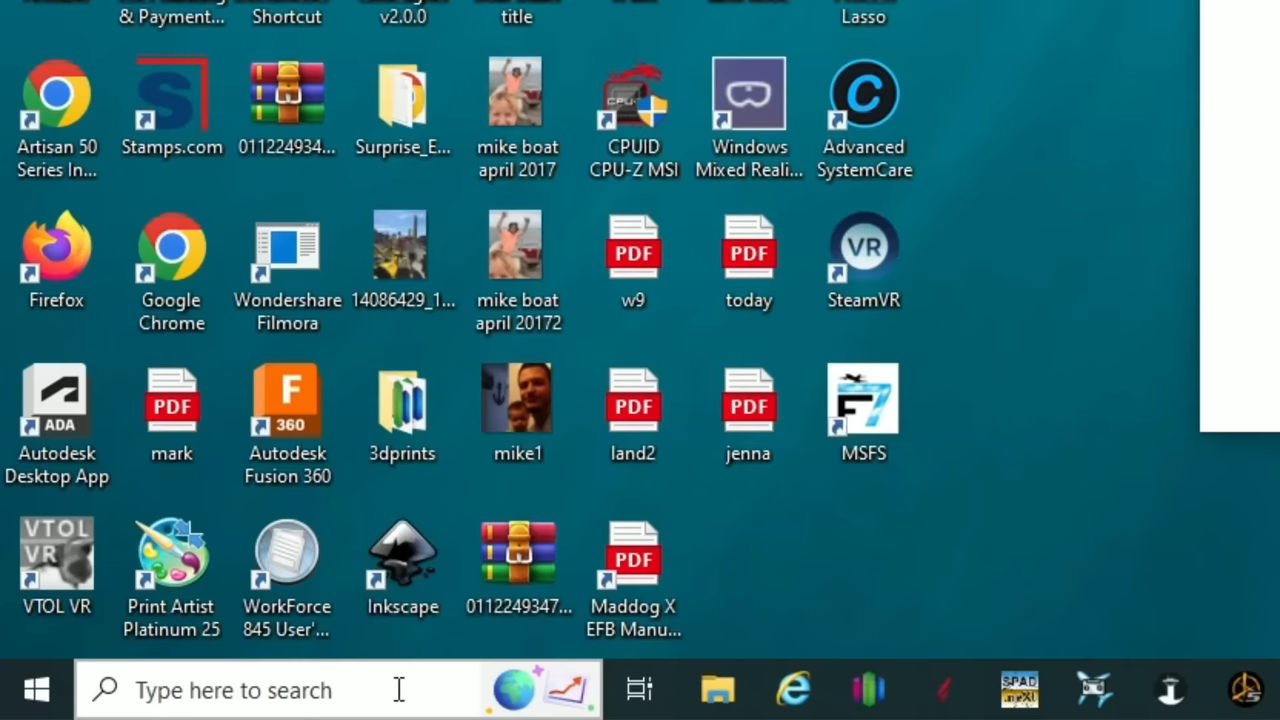 & Payment... Shortcut v2.0.0 title Lasso
Artisan 50 Stamps.com 011224934... Surprise_E... mike boat CPUID Windows Advanced
Series In... april 2017 CPU-Z MSI Mixed Reali... SystemCare
VR
PDF PDF
Firefox Google Wondershare 14086429_1... mike boat w9 today SteamVR
Chrome Filmora april 20172
F F7
ADA PDF 360 PDF PDF
Autodesk mark Autodesk 3dprints mike1 land2 jenna MSFS
Desktop App Fusion 360
VTOL
VR PDF
VTOL VR Print Artist WorkForce Inkscape 0112249347... Maddog X
Platinum 25 845 User'... EFB Manu...
Type here to search